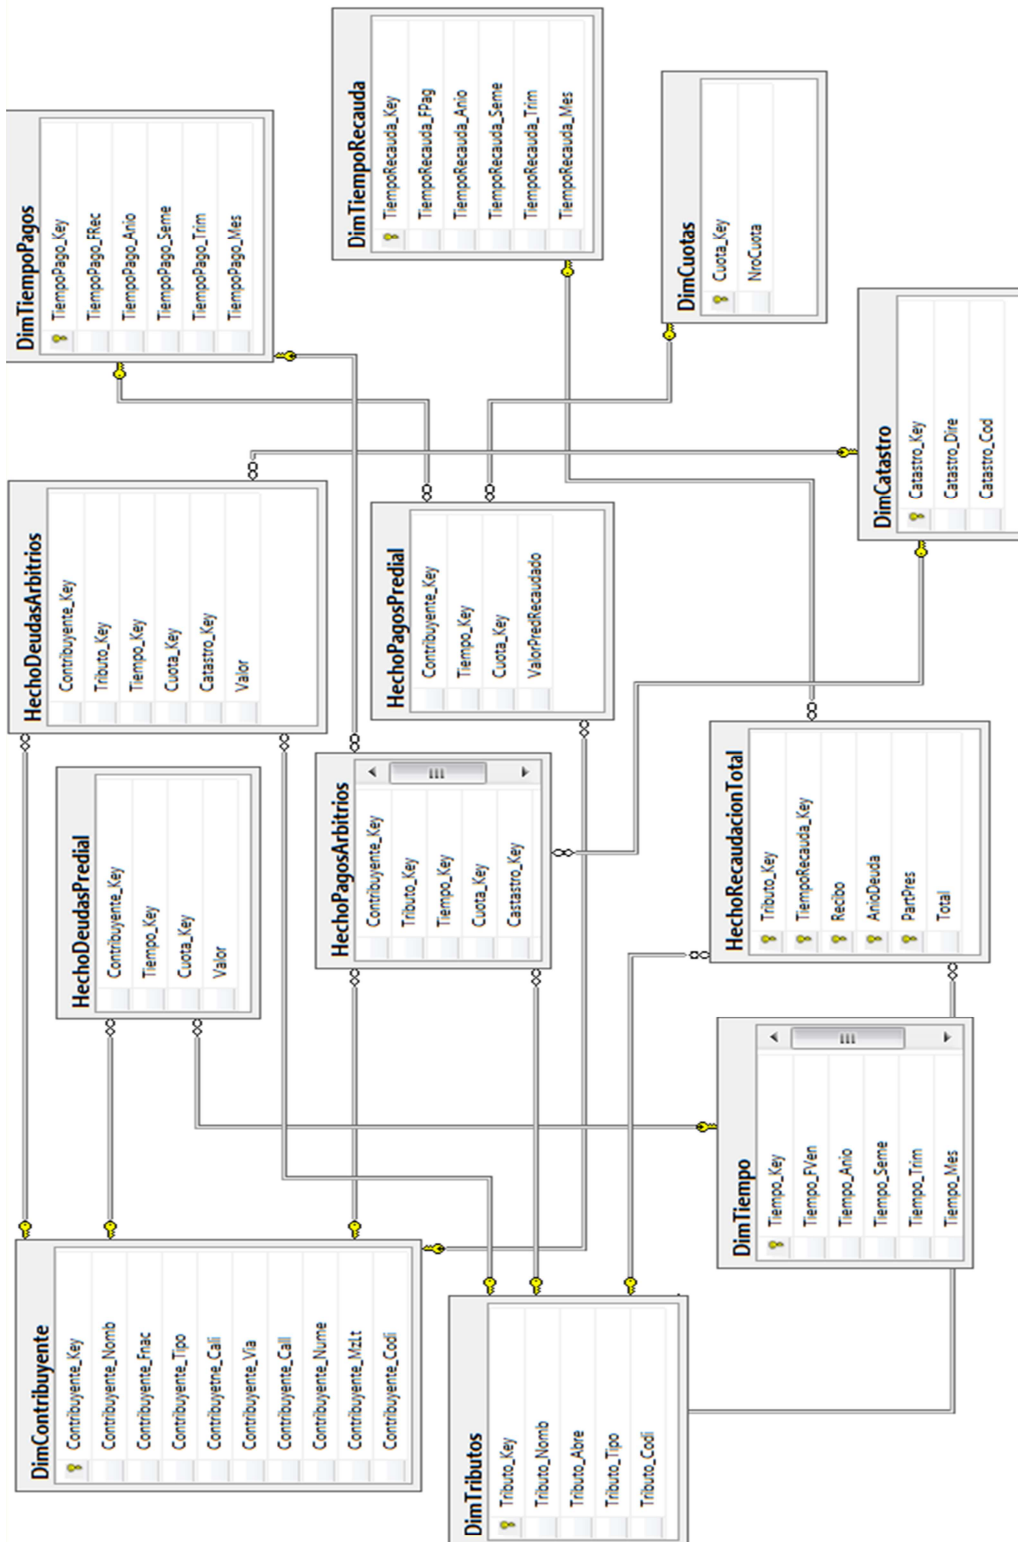 DimContribuyente
Contribuyente_Key
Contribuyente_Nomb
Contribuyente_Fnac
Contribuyente_Tipo
Contribuyetne_Cali
Contribuyente_Via
Contribuyente_Call
Contribuyente_Nume
Contribuyente_MzLt
Contribuyente_Codi
DimTributos
Tributo_Key
Tributo_Nomb
Tributo_Abre
Tributo_Tipo
Tributo_Codi
HechoDeudasPredial
Contribuyente_Key
Tiempo_Key
Cuota_Key
Valor
DimTiempo
Tiempo_Key
Tiempo_FVen
Tiempo_Anio
Tiempo_Seme
Tiempo_Trim
Tiempo_Mes
HechoPagosArbitrios
Contribuyente_Key
Tributo_Key
Tiempo_Key
Cuota_Key
Castastro_Key
HechoRecaudacionTotal
Tributo_Key
TiempoRecauda_Key
Recibo
AnioDeuda
PartPres
Total
HechoDeudasArbitrios
Contribuyente_Key
Tributo_Key
Tiempo_Key
Cuota_Key
Catastro_Key
Valor
HechoPagosPredial
Contribuyente_Key
Tiempo_Key
Cuota_Key
ValorPredRecaudado
DimTiempoPagos
TiempoPago_Key
TiempoPago_FRec
TiempoPago_Anio
TiempoPago_Seme
TiempoPago_Trim
TiempoPago_Mes
DimTiempoRecauda
TiempoRecauda_Key
TiempoRecauda_FPag
TiempoRecauda_Anio
TiempoRecauda_Seme
TiempoRecauda_Trim
TiempoRecauda_Mes
DimCuotas
Cuota_Key
NroCuota
DimCatastro
Catastro_Key
Catastro_Dire
Catastro_Cod